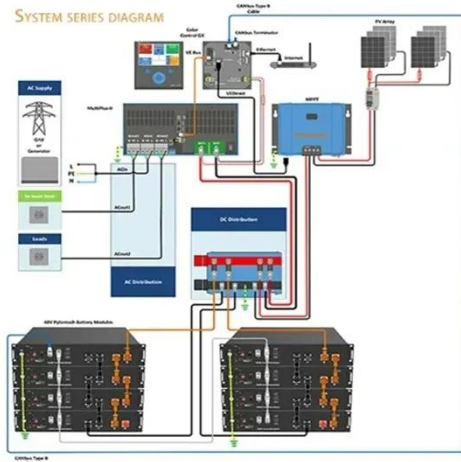 SYSTEM SERIES DIAGRAM
CANbus Type B
Cable
PV Array
Color
Control GX
CANbus Terminator
VE Bus
Ethernet
Internet
AC Supply
VEDirect
MultiPlus-II
MPPT
Grid
or
Generator
L
PE
N
ACin
ACout1
DC Distribution
Loads
ACout2
AC Distribution
48V Pylontech Battery Modules
CANbus Type B